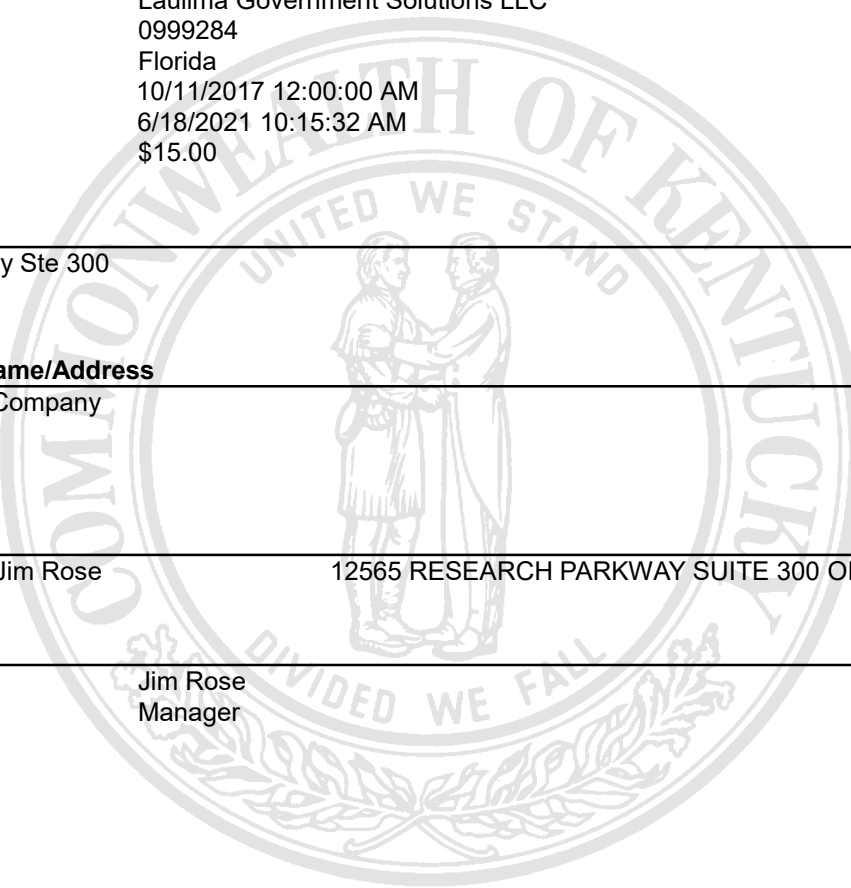 Laulima Government Solutions LLC
0999284
Florida
10/11/2017 12:00:00 AM
6/18/2021 10:15:32 AM
$15.00
COMMONWEALTH OF KENTUCKY
UNITED WE STAND
y Ste 300
ame/Address
Company
Jim Rose 12565 RESEARCH PARKWAY SUITE 300 O
DIVIDED WE FALL
Jim Rose
Manager